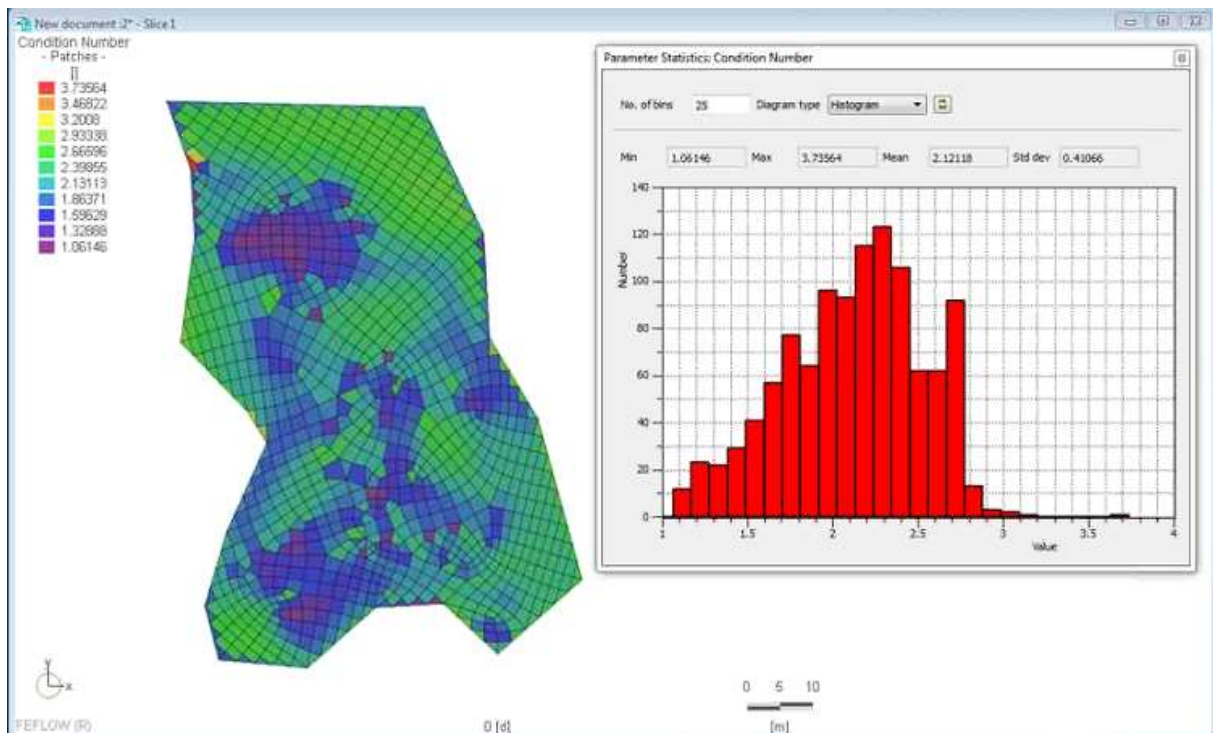 New document :2* - Slice 1
Condition Number
- Patches -
[]
3.73564
3.46822
3.2008
2.93338
2.66596
2.39855
2.13113
1.86371
1.59629
1.32888
1.06146
Parameter Statistics: Condition Number
No. of bins 25 Diagram type Histogram
Min 1.06146 Max 3.73564 Mean 2.12118 Std dev 0.41066
140
120
100
80
60
40
20
0
Number
1 1.5 2 2.5 3 3.5 4
Value
y
x
0 5 10
[m]
FEFLOW (R)
0 [d]